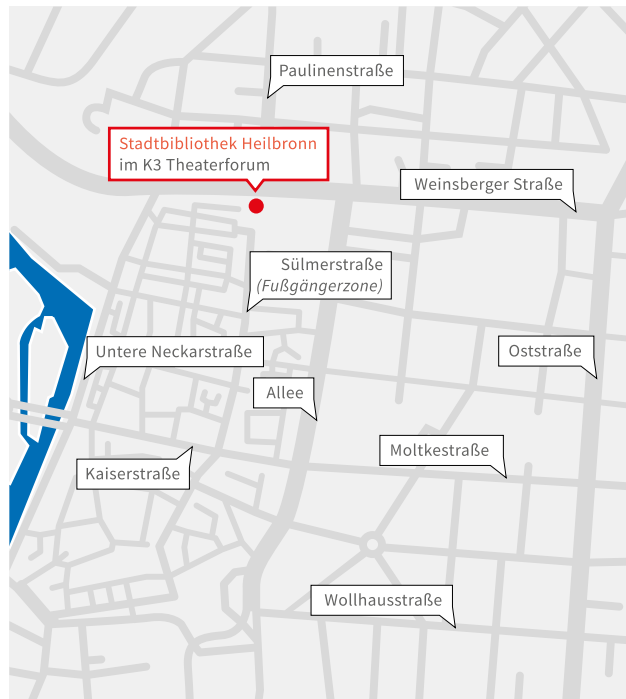 Paulinenstraße
Stadtbibliothek Heilbronn
im K3 Theaterforum
Weinsberger Straße
Sülmerstraße
(Fußgängerzone)
Untere Neckarstraße
Oststraße
Allee
Moltkestraße
Kaiserstraße
Wollhausstraße